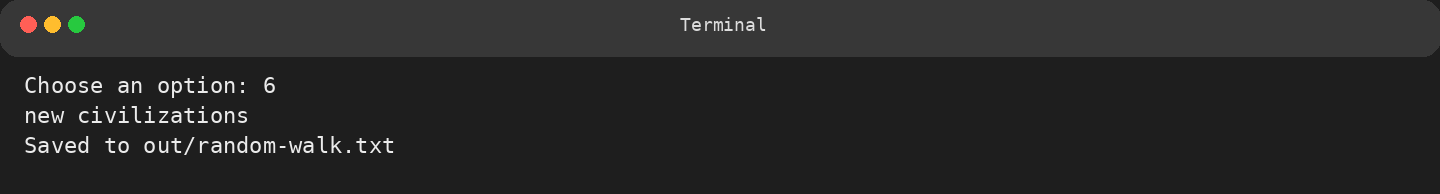 Terminal
Choose an option: 6
new civilizations
Saved to out/random-walk.txt